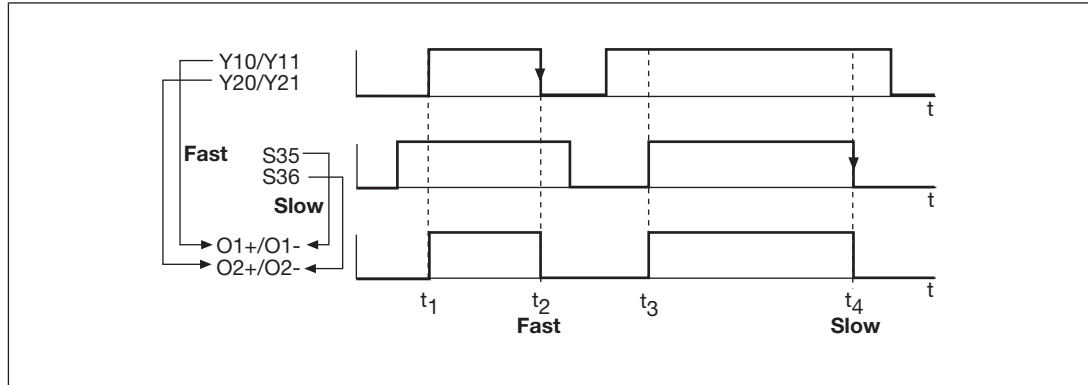 Y10/Y11
Y20/Y21
t
Fast
S35
S36
Slow
t
O1+/O1-
O2+/O2-
t
t1 t2 t3 t4
Fast Slow